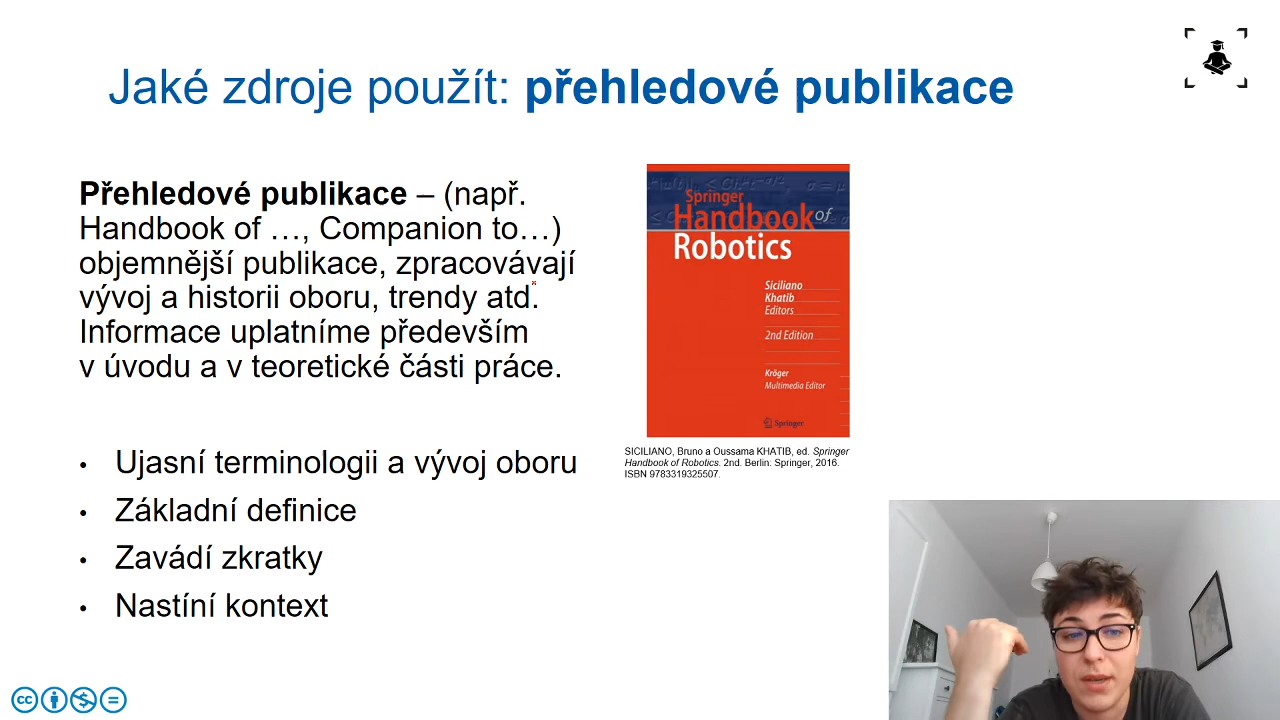 Jaké zdroje použít: přehledové publikace
Přehledové publikace – (např.
Handbook of …, Companion to…)
objemnější publikace, zpracovávají
vývoj a historii oboru, trendy atd.
Informace uplatníme především
v úvodu a v teoretické části práce.
• Ujasní terminologii a vývoj oboru
• Základní definice
• Zavádí zkratky
• Nastíní kontext
Springer
Handbook of
Robotics
Siciliano
Khatib
Editors
2nd Edition
Kröger
Multimedia Editor
Springer
SICILIANO, Bruno a Oussama KHATIB, ed. Springer
Handbook of Robotics. 2nd. Berlin: Springer, 2016.
ISBN 9783319325507.
cc